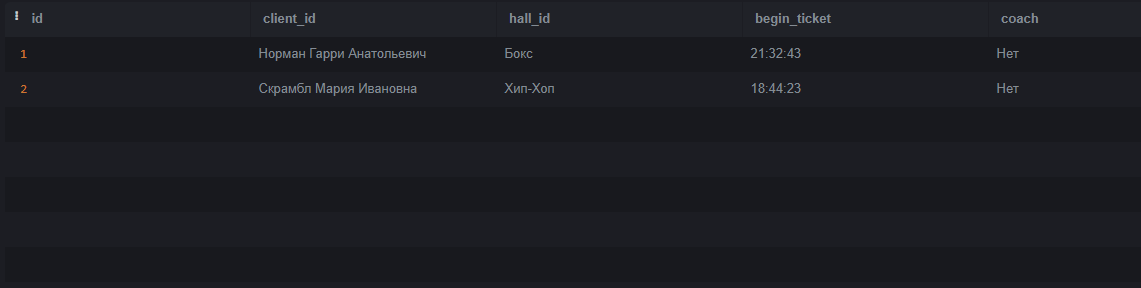 id client_id hall_id begin_ticket coach
1 Норман Гарри Анатольевич Бокс 21:32:43 Нет
2 Скрамбл Мария Ивановна Хип-Хоп 18:44:23 Нет